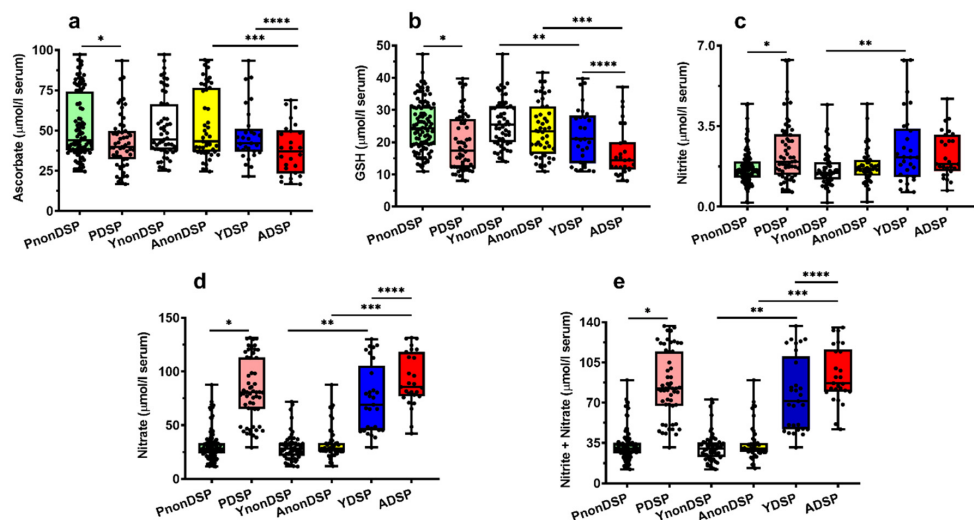 a
Ascorbate (μmol/l serum)
100
75
50
25
0
****
***
*
PnonDSP
PDSP
YnonDSP
AnonDSP
YDSP
ADSP
b
GSH (μmol/l serum)
50
40
30
20
10
0
***
*
**
****
PnonDSP
PDSP
YnonDSP
AnonDSP
YDSP
ADSP
c
Nitrite (μmol/l serum)
7.0
3.5
0.0
*
**
PnonDSP
PDSP
YnonDSP
AnonDSP
YDSP
ADSP
d
Nitrate (μmol/l serum)
150
100
50
0
****
***
*
**
PnonDSP
PDSP
YnonDSP
AnonDSP
YDSP
ADSP
e
Nitrite + Nitrate (μmol/l serum)
140
105
70
35
0
****
***
*
**
PnonDSP
PDSP
YnonDSP
AnonDSP
YDSP
ADSP